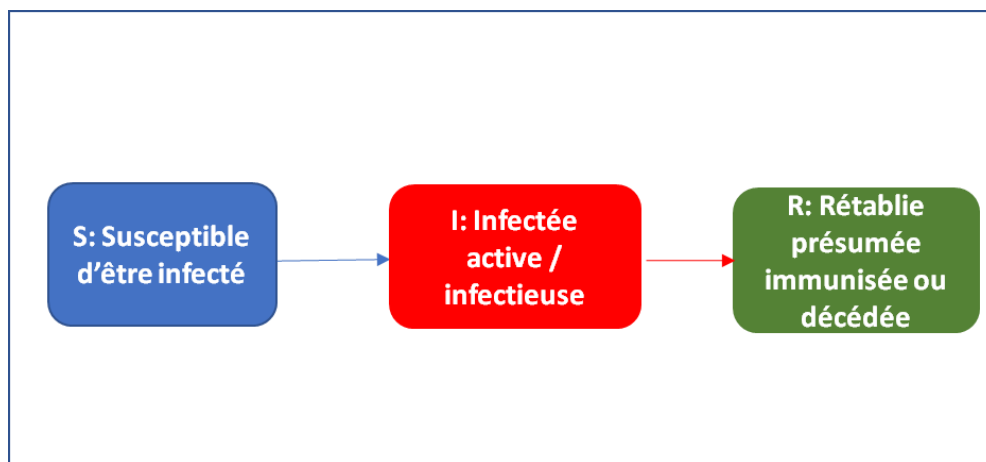 S: Susceptible
d’être infecté
I: Infectée
active /
infectieuse
R: Rétablie
présumée
immunisée ou
décédée